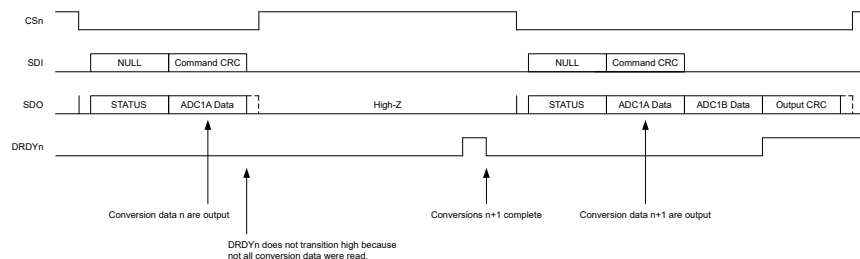 CSn
SDI
NULL
Command CRC
NULL
Command CRC
SDO
STATUS
ADC1A Data
High-Z
STATUS
ADC1A Data
ADC1B Data
Output CRC
DRDYn
Conversion data n are output
Conversions n+1 complete
Conversion data n+1 are output
DRDYn does not transition high because
not all conversion data were read.